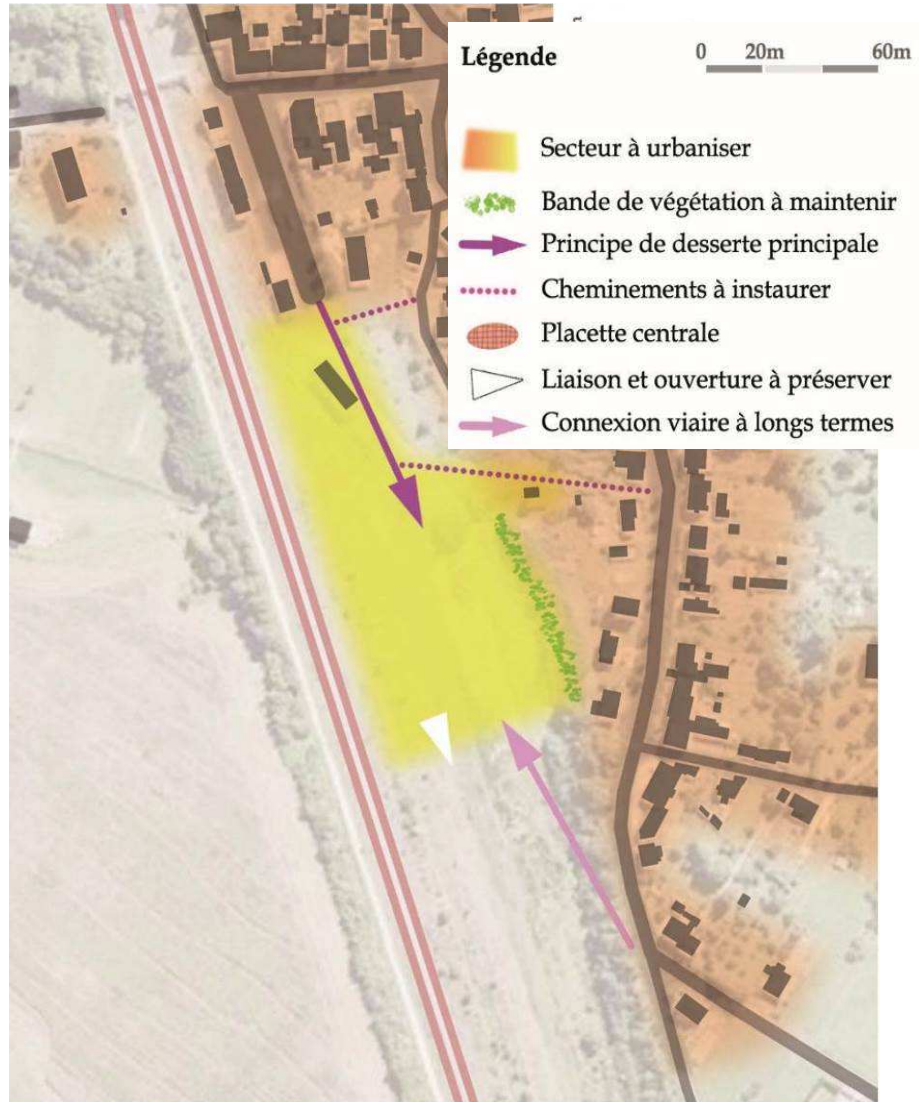 Légende
0 20m 60m
Secteur à urbaniser
Bande de végétation à maintenir
Principe de desserte principale
Cheminements à instaurer
Placette centrale
Liaison et ouverture à préserver
Connexion viaire à longs termes